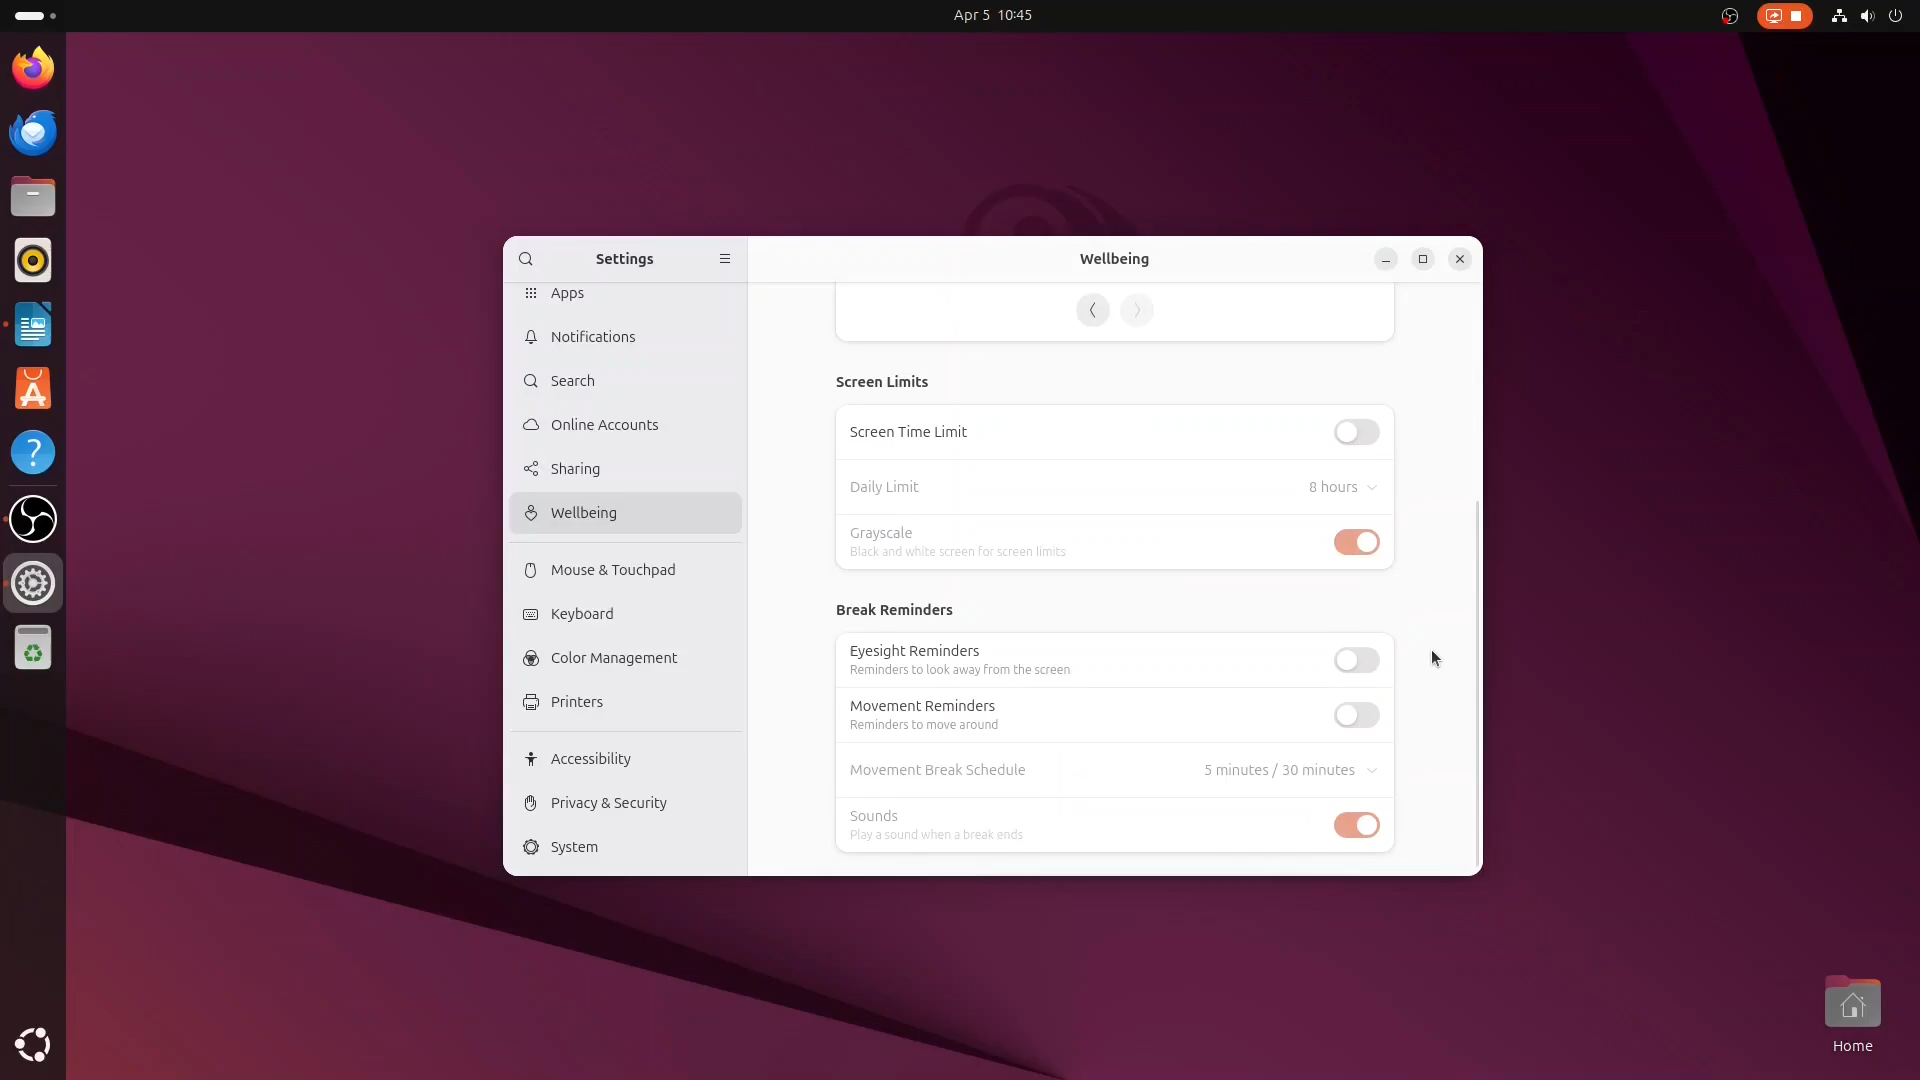 Apr 5 10:45
Settings
Wellbeing
Apps
Notifications
Search
Online Accounts
Sharing
Wellbeing
Mouse & Touchpad
Keyboard
Color Management
Printers
Accessibility
Privacy & Security
System
Screen Limits
Screen Time Limit
Daily Limit
8 hours
Grayscale
Black and white screen for screen limits
Break Reminders
Eyesight Reminders
Reminders to look away from the screen
Movement Reminders
Reminders to move around
Movement Break Schedule
5 minutes / 30 minutes
Sounds
Play a sound when a break ends
Home